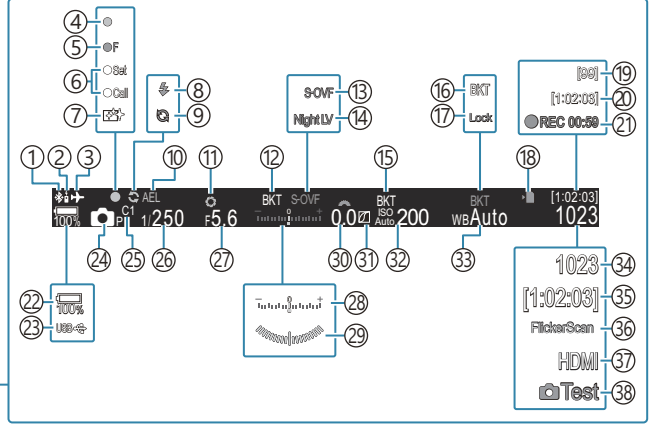 ④
⑤ F
⑥ Set
Call
⑦
⑧
⑨
⑬ S-OVF
⑭ Night LV
⑯ BKT
⑰ Lock
[99] ⑲
[1:02:03] ⑳
REC 00:59 ㉑
① ② ③ ⑩ ⑪ ⑫ ⑮ ⑱
AEL BKT S-OVF BKT BKT [1:02:03]
100% C1 P 1/250 F5.6 − 0 + 0.0 ISO Auto 200 WB Auto 1023
㉔ ㉕ ㉖ ㉗ ㉚ ㉛ ㉜ ㉝
㉒ 100%
㉓ USB
− 0 + ㉘
㉙
1023 ㉞
[1:02:03] ㉟
FlickerScan ㊱
HDMI ㊲
Test ㊳